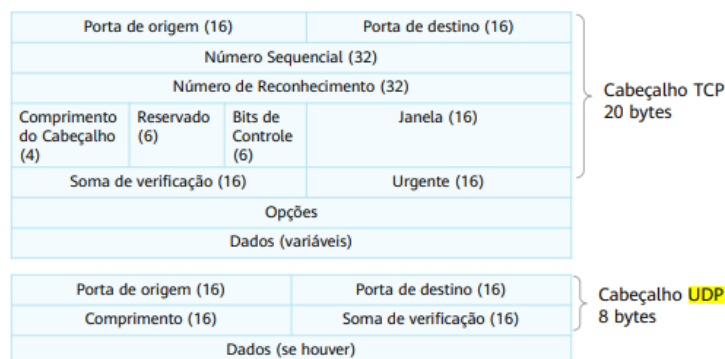 Porta de origem (16)
Porta de destino (16)
Número Sequencial (32)
Número de Reconhecimento (32)
Comprimento
do Cabeçalho
(4)
Reservado
(6)
Bits de
Controle
(6)
Janela (16)
Soma de verificação (16)
Urgente (16)
Opções
Dados (variáveis)
Cabeçalho TCP
20 bytes
Porta de origem (16)
Porta de destino (16)
Comprimento (16)
Soma de verificação (16)
Dados (se houver)
Cabeçalho UDP
8 bytes